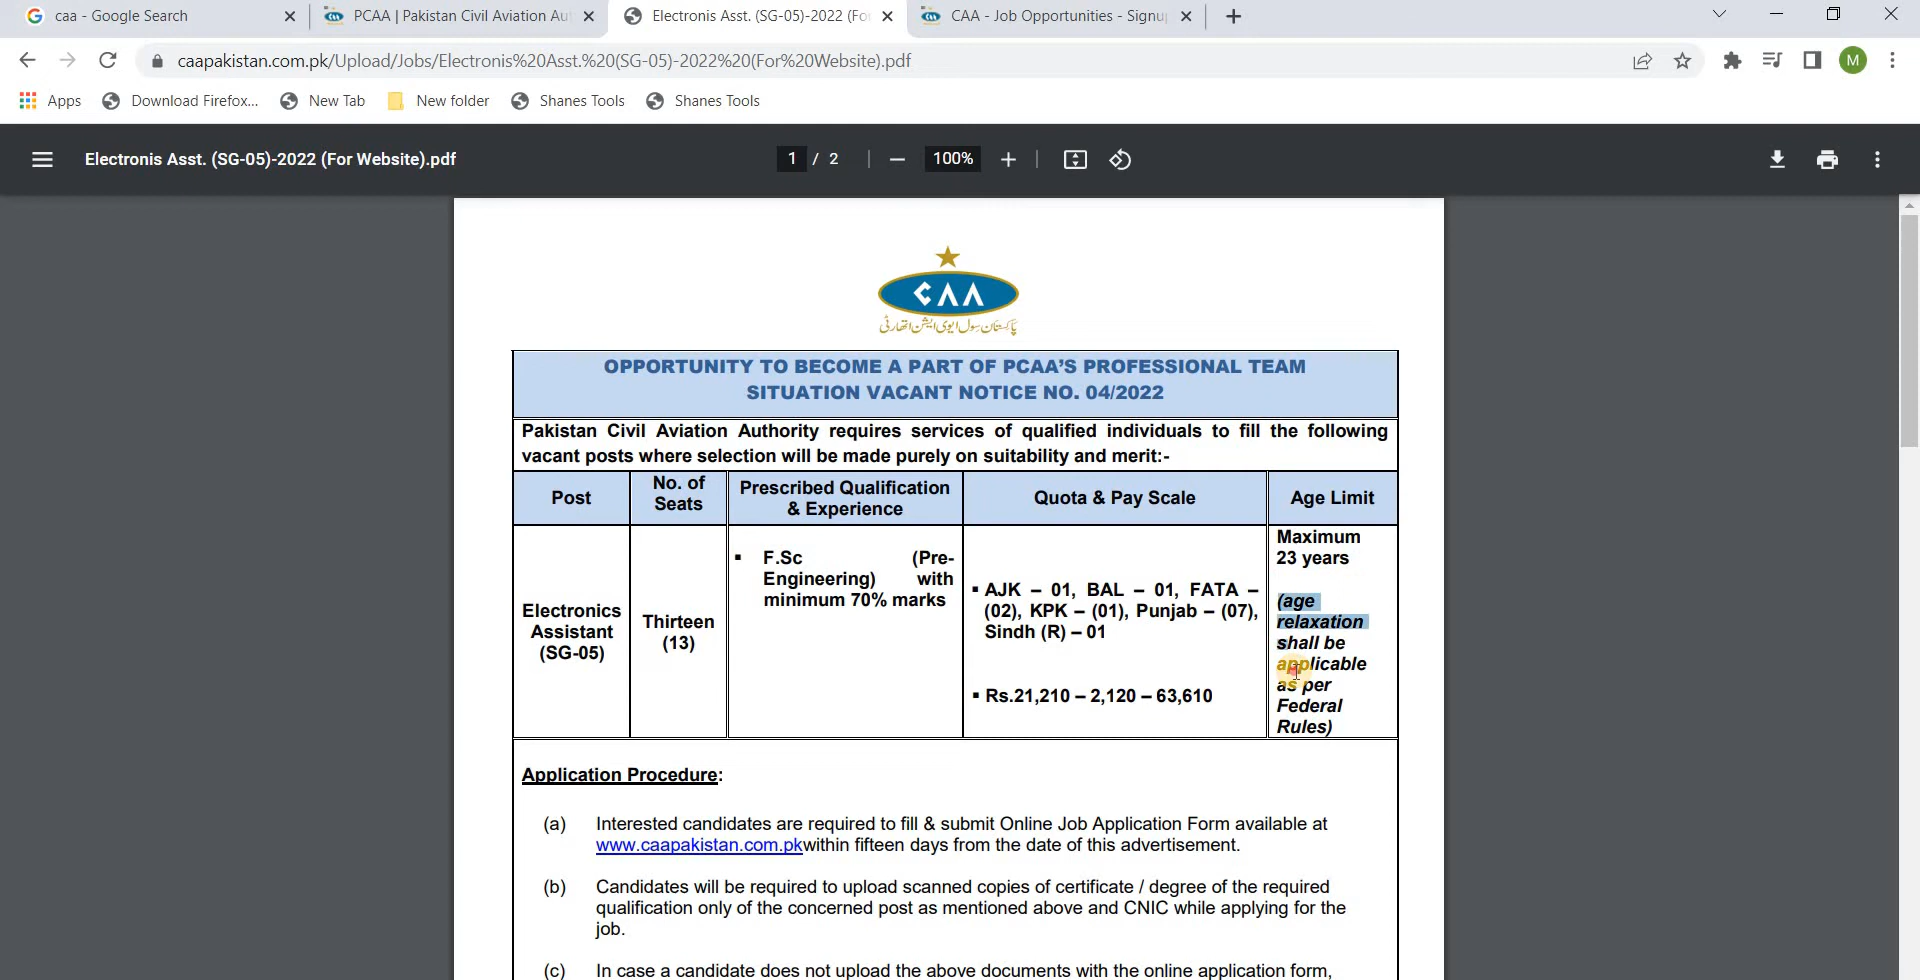 caa - Google Search
PCAA | Pakistan Civil Aviation Au
Electronis Asst. (SG-05)-2022 (Fo
CAA - Job Opportunities - Signu
caapakistan.com.pk/Upload/Jobs/Electronis%20Asst.%20(SG-05)-2022%20(For%20Website).pdf
M
Apps
Download Firefox...
New Tab
New folder
Shanes Tools
Shanes Tools
Electronis Asst. (SG-05)-2022 (For Website).pdf
1 / 2
100%
CAA
پاکستان سول ایوی ایشن اتھارٹی
OPPORTUNITY TO BECOME A PART OF PCAA'S PROFESSIONAL TEAM
SITUATION VACANT NOTICE NO. 04/2022
Pakistan Civil Aviation Authority requires services of qualified individuals to fill the following
vacant posts where selection will be made purely on suitability and merit:-
Post
No. of
Seats
Prescribed Qualification
& Experience
Quota & Pay Scale
Age Limit
Electronics
Assistant
(SG-05)
Thirteen
(13)
▪ F.Sc (Pre-
Engineering) with
minimum 70% marks
▪ AJK – 01, BAL – 01, FATA –
(02), KPK – (01), Punjab – (07),
Sindh (R) – 01
▪ Rs.21,210 – 2,120 – 63,610
Maximum
23 years
(age
relaxation
shall be
applicable
as per
Federal
Rules)
Application Procedure:
(a) Interested candidates are required to fill & submit Online Job Application Form available at
www.caapakistan.com.pkwithin fifteen days from the date of this advertisement.
(b) Candidates will be required to upload scanned copies of certificate / degree of the required
qualification only of the concerned post as mentioned above and CNIC while applying for the
job.
(c) In case a candidate does not upload the above documents with the online application form,